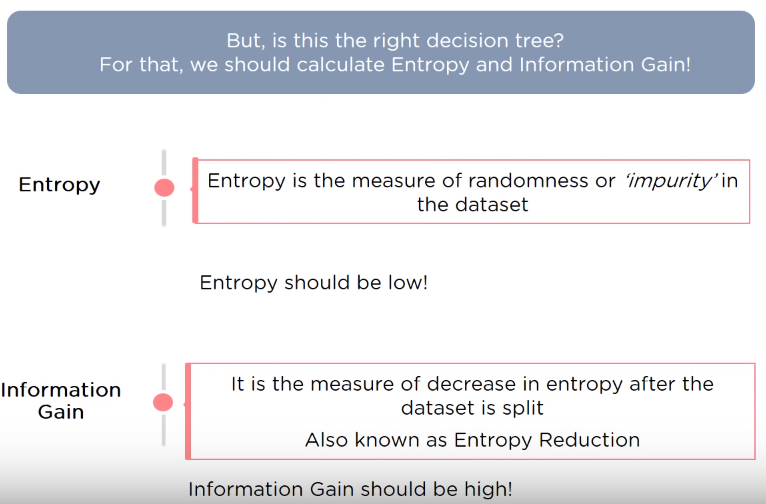 But, is this the right decision tree?
For that, we should calculate Entropy and Information Gain!
Entropy
Entropy is the measure of randomness or ‘impurity’ in
the dataset
Entropy should be low!
Information
Gain
It is the measure of decrease in entropy after the
dataset is split
Also known as Entropy Reduction
Information Gain should be high!